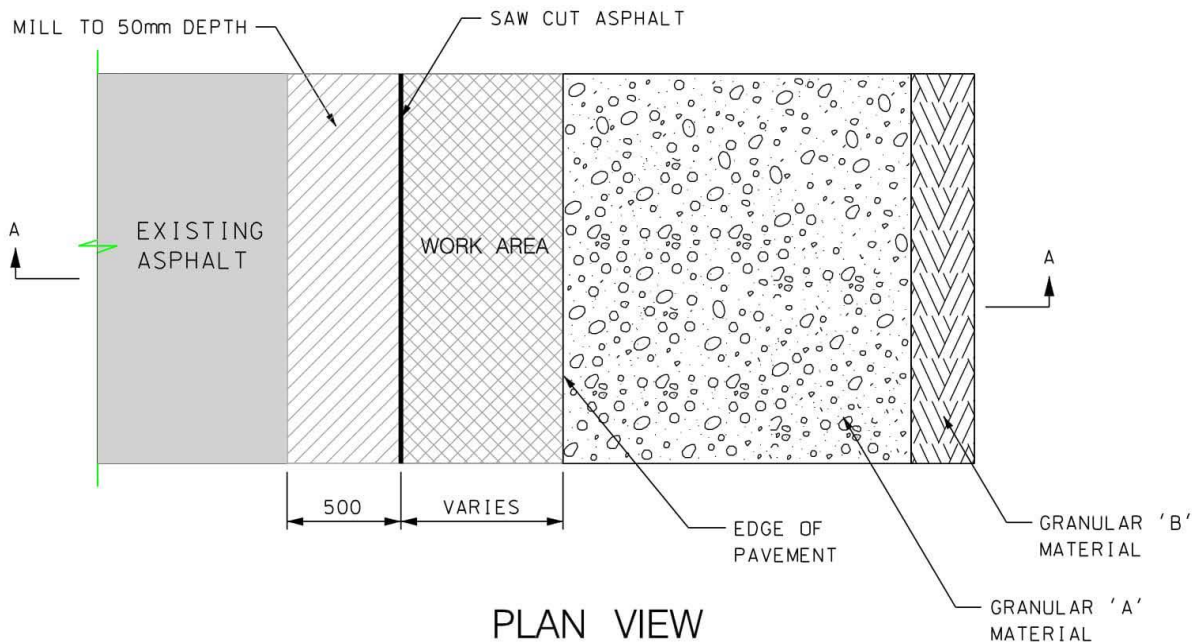 MILL TO 50mm DEPTH
SAW CUT ASPHALT
A
EXISTING
ASPHALT
WORK AREA
A
500
VARIES
EDGE OF
PAVEMENT
GRANULAR 'B'
MATERIAL
GRANULAR 'A'
MATERIAL
PLAN VIEW